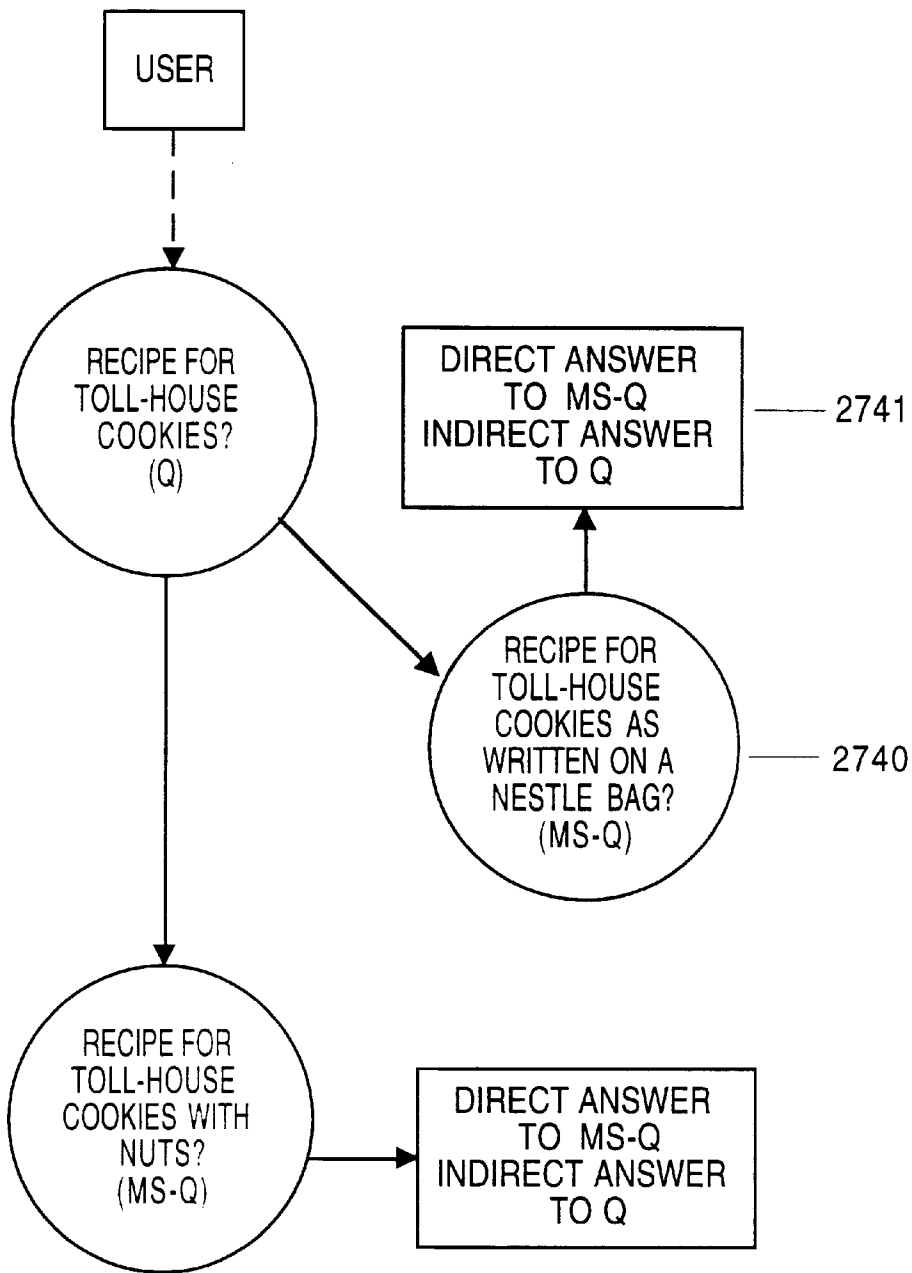 USER
RECIPE FOR
TOLL-HOUSE
COOKIES?
(Q)
DIRECT ANSWER
TO MS-Q
INDIRECT ANSWER
TO Q
2741
RECIPE FOR
TOLL-HOUSE
COOKIES AS
WRITTEN ON A
NESTLE BAG?
(MS-Q)
2740
RECIPE FOR
TOLL-HOUSE
COOKIES WITH
NUTS?
(MS-Q)
DIRECT ANSWER
TO MS-Q
INDIRECT ANSWER
TO Q